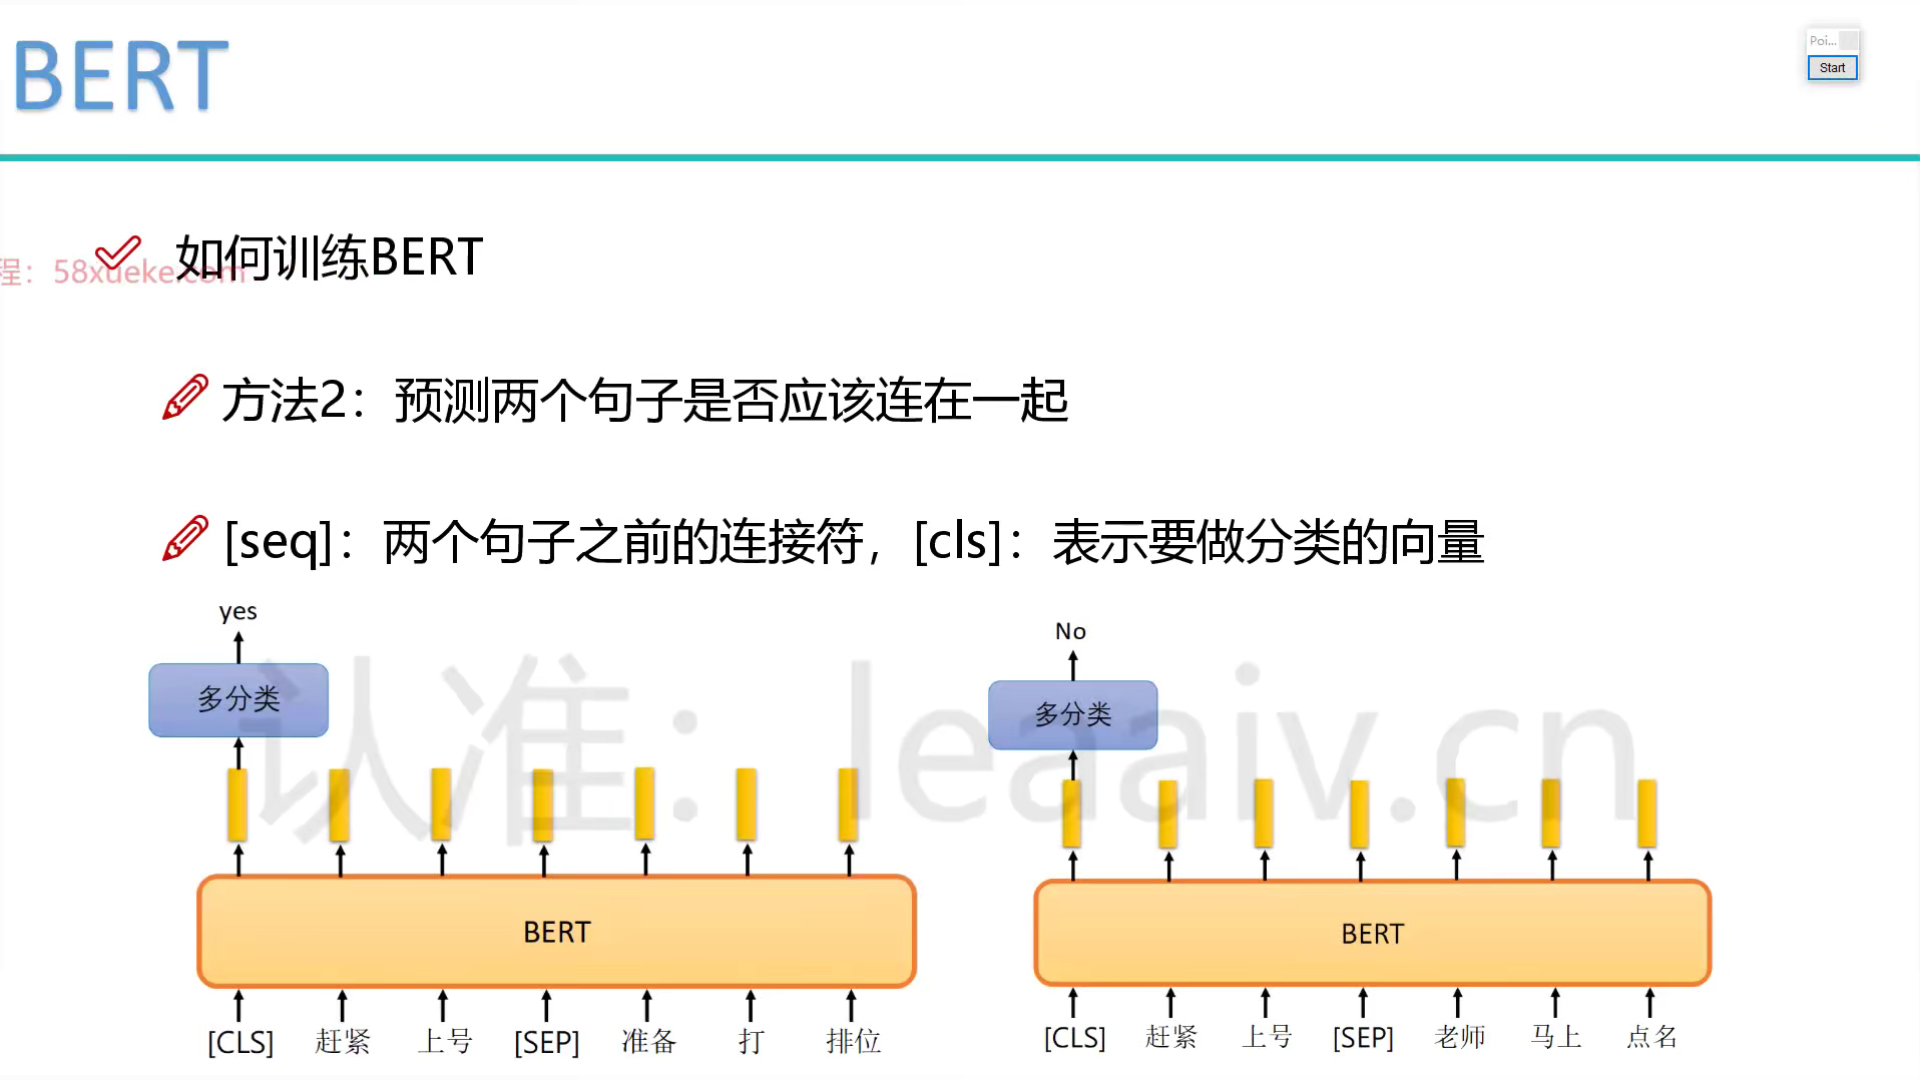 BERT
Poi...
Start
如何训练BERT
程：58xueke.com
方法2：预测两个句子是否应该连在一起
[seq]：两个句子之前的连接符，[cls]：表示要做分类的向量
yes
No
多分类
多分类
认准：leaaiv.cn
BERT
BERT
[CLS] 赶紧 上号 [SEP] 准备 打 排位
[CLS] 赶紧 上号 [SEP] 老师 马上 点名